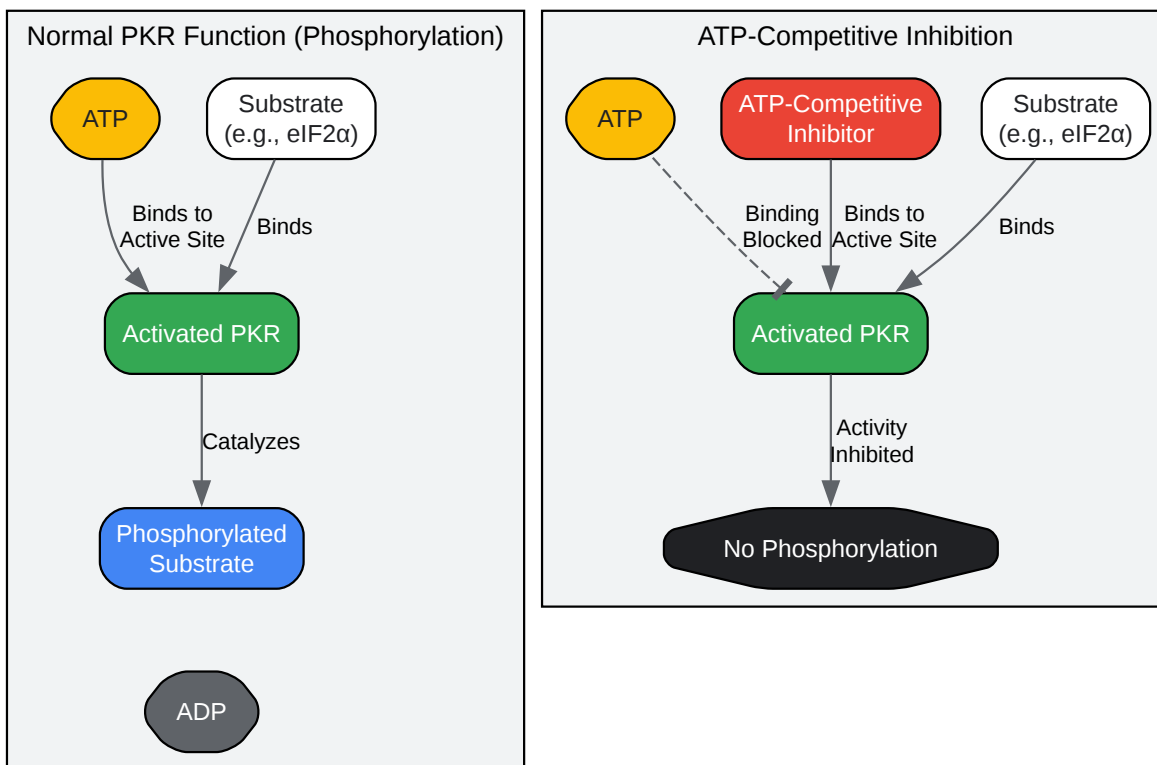 Normal PKR Function (Phosphorylation)
ATP
Substrate
(e.g., eIF2α)
Binds to
Active Site
Binds
Activated PKR
Catalyzes
Phosphorylated
Substrate
ADP
ATP-Competitive Inhibition
ATP
ATP-Competitive
Inhibitor
Substrate
(e.g., eIF2α)
Binding
Blocked
Binds to
Active Site
Binds
Activated PKR
Activity
Inhibited
No Phosphorylation